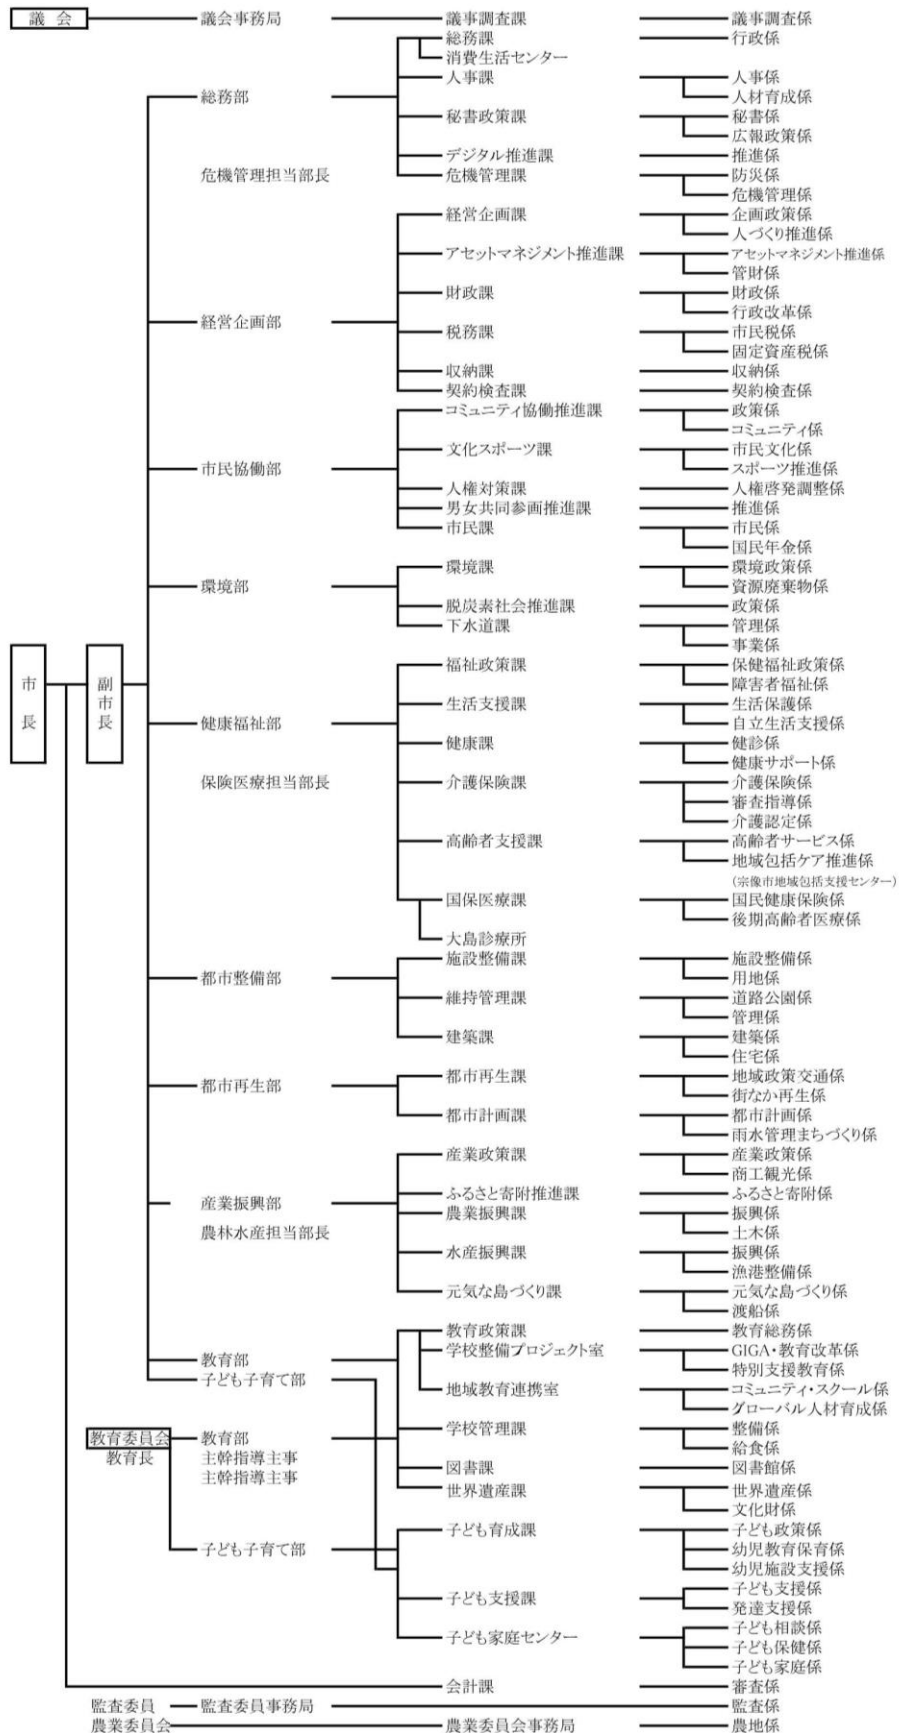 議会 議会事務局 議事調査課 議事調査係
総務課 行政係
消費生活センター
人事課 人事係
総務部 人材育成係
秘書政策課 秘書係
広報政策係
デジタル推進課 推進係
危機管理担当部長 危機管理課 防災係
危機管理係
経営企画課 企画政策係
人づくり推進係
アセットマネジメント推進課 アセットマネジメント推進係
管財係
財政課 財政係
行政改革係
経営企画部
税務課 市民税係
固定資産税係
収納課 収納係
契約検査課 契約検査係
コミュニティ協働推進課 政策係
コミュニティ係
文化スポーツ課 市民文化係
市民協働部 スポーツ推進係
人権対策課 人権啓発調整係
男女共同参画推進課 推進係
市民課 市民係
国民年金係
環境課 環境政策係
環境部 資源廃棄物係
脱炭素社会推進課 政策係
下水道課 管理係
事業係
福祉政策課 保健福祉政策係
市長 副市長 障害者福祉係
生活支援課 生活保護係
健康福祉部 自立生活支援係
健康課 健診係
健康サポート係
保険医療担当部長 介護保険課 介護保険係
審査指導係
介護認定係
高齢者支援課 高齢者サービス係
地域包括ケア推進係
(宗像市地域包括支援センター)
国保医療課 国民健康保険係
後期高齢者医療係
大島診療所
施設整備課 施設整備係
都市整備部 用地係
維持管理課 道路公園係
管理係
建築課 建築係
住宅係
都市再生課 地域政策交通係
都市再生部 街なか再生係
都市計画課 都市計画係
雨水管理まちづくり係
産業政策課 産業政策係
商工観光係
産業振興部 ふるさと寄附推進課 ふるさと寄附係
農業振興課 振興係
農林水産担当部長 土木係
水産振興課 振興係
漁港整備係
元気な島づくり課 元気な島づくり係
渡船係
教育政策課 教育総務係
学校整備プロジェクト室 GIGA・教育改革係
教育部 特別支援教育係
子ども子育て部
地域教育連携室 コミュニティ・スクール係
グローバル人材育成係
学校管理課 整備係
教育委員会 教育部
教育長 主幹指導主事 給食係
図書課 図書館係
主幹指導主事
世界遺産課 世界遺産係
文化財係
子ども育成課 子ども政策係
子ども子育て部 幼児教育保育係
幼児施設支援係
子ども支援課 子ども支援係
発達支援係
子ども家庭センター 子ども相談係
子ども保健係
子ども家庭係
会計課 審査係
監査委員 監査委員事務局 監査係
農業委員会 農業委員会事務局 農地係